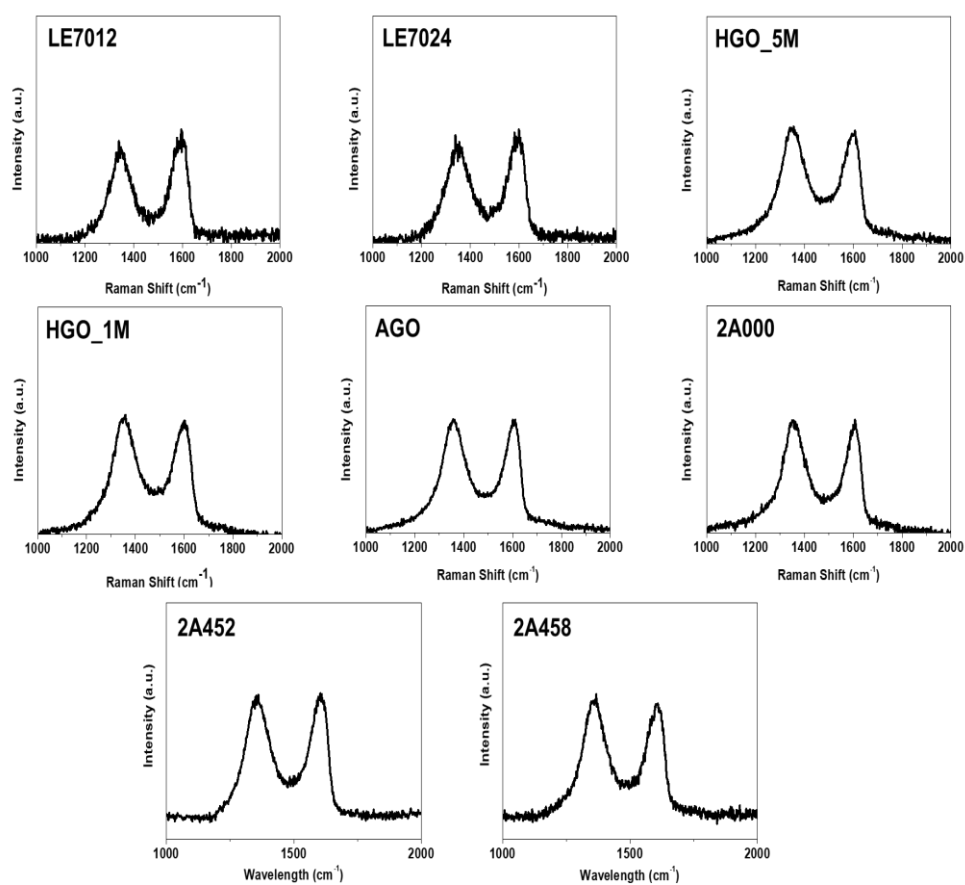 LE7012
Intensity (a.u.)
1000 1200 1400 1600 1800 2000
Raman Shift (cm⁻¹)
LE7024
Intensity (a.u.)
1000 1200 1400 1600 1800 2000
Raman Shift (cm⁻¹)
HGO_5M
Intensity (a.u.)
1000 1200 1400 1600 1800 2000
Raman Shift (cm⁻¹)
HGO_1M
Intensity (a.u.)
1000 1200 1400 1600 1800 2000
Raman Shift (cm⁻¹)
AGO
Intensity (a.u.)
1000 1200 1400 1600 1800 2000
Raman Shift (cm⁻¹)
2A000
Intensity (a.u.)
1000 1200 1400 1600 1800 2000
Raman Shift (cm⁻¹)
2A452
Intensity (a.u.)
1000 1500 2000
Wavelength (cm⁻¹)
2A458
Intensity (a.u.)
1000 1500 2000
Wavelength (cm⁻¹)